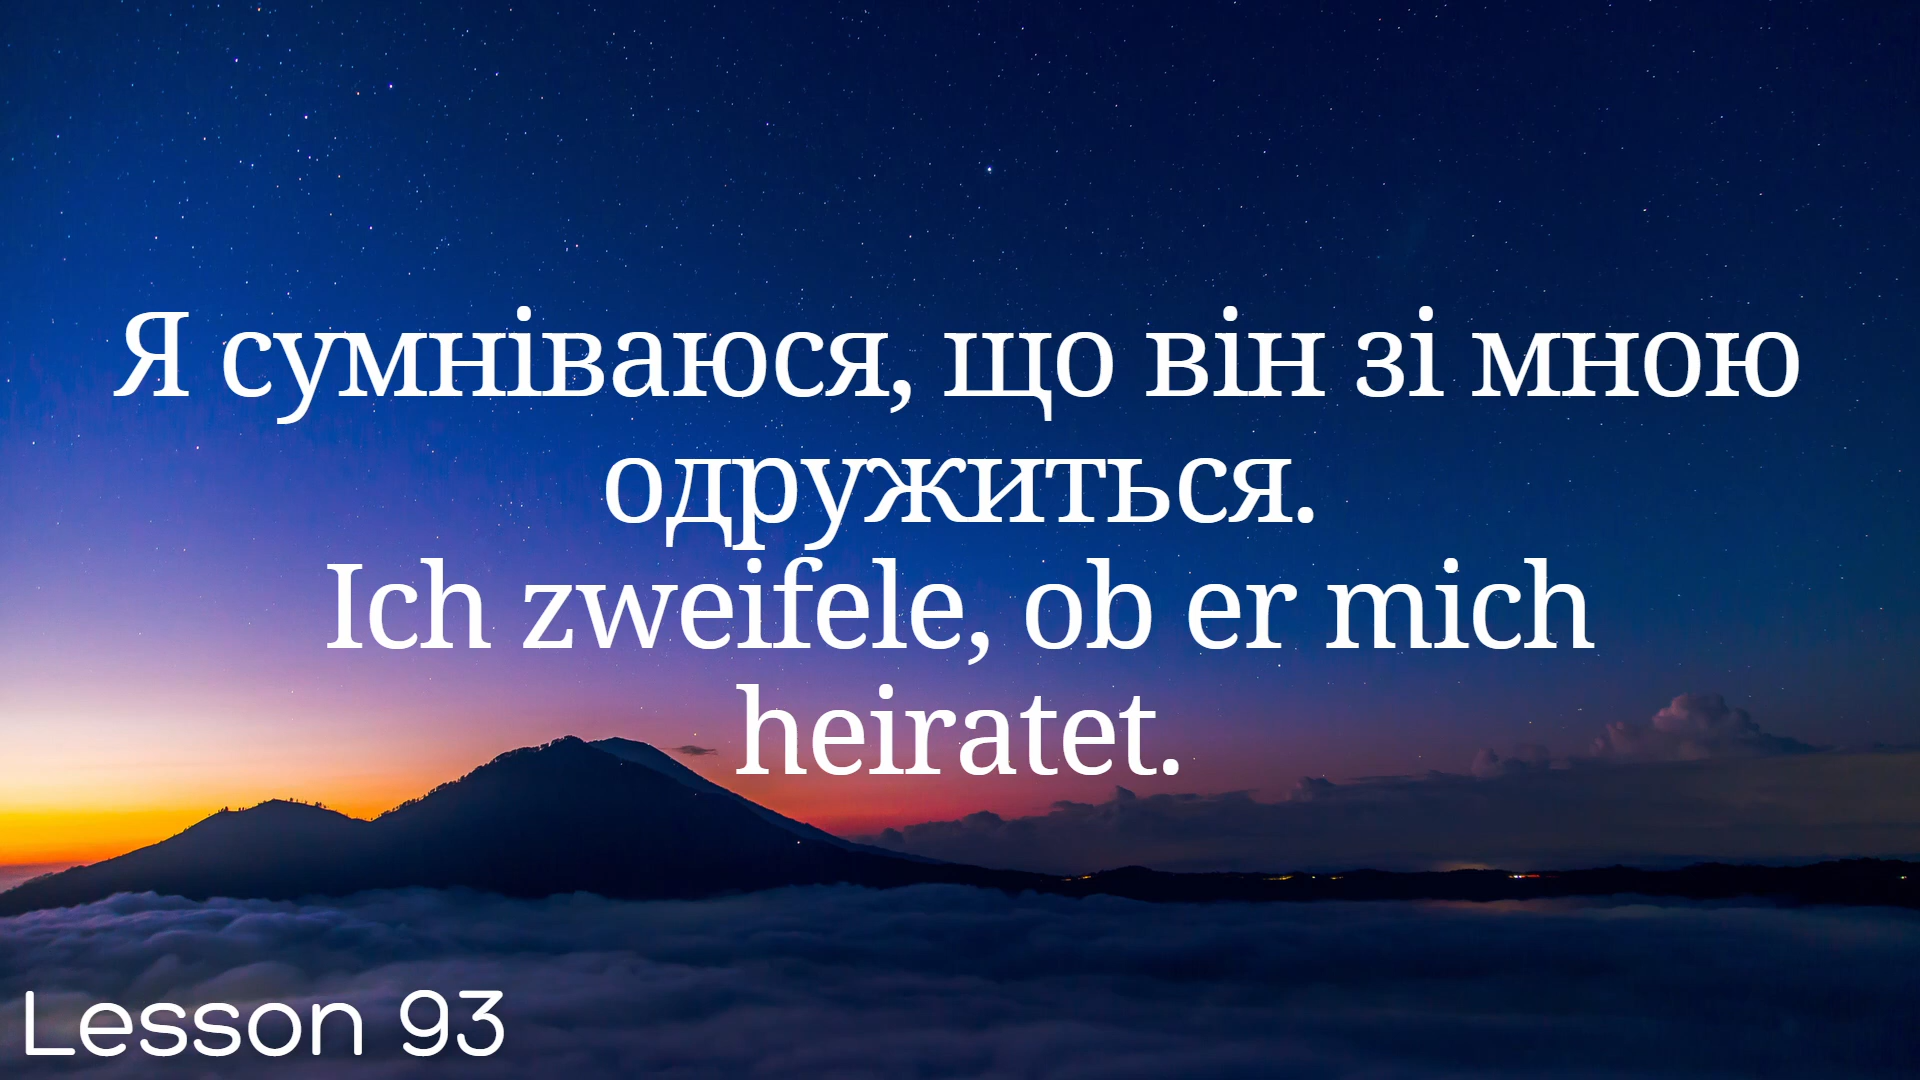 Я сумніваюся, що він зі мною
одружиться.
Ich zweifele, ob er mich
heiratet.
Lesson 93